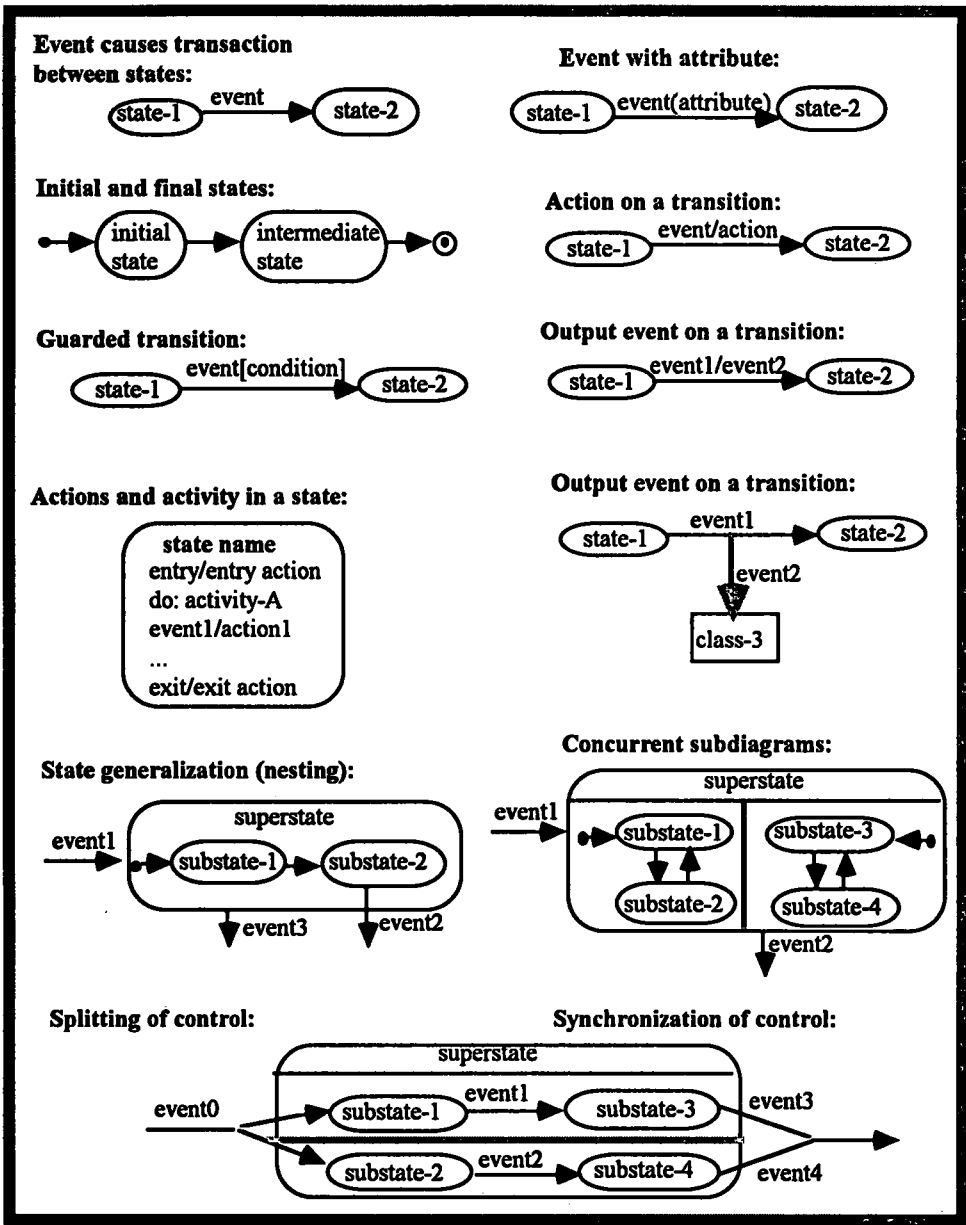 Event causes transaction
between states:
state-1
event
state-2
Event with attribute:
state-1
event(attribute)
state-2
Initial and final states:
initial
state
intermediate
state
Action on a transition:
state-1
event/action
state-2
Guarded transition:
state-1
event[condition]
state-2
Output event on a transition:
state-1
event1/event2
state-2
Actions and activity in a state:
state name
entry/entry action
do: activity-A
event1/action1
...
exit/exit action
Output event on a transition:
state-1
event1
state-2
event2
class-3
State generalization (nesting):
event1
superstate
substate-1
substate-2
event3
event2
Concurrent subdiagrams:
superstate
event1
substate-1
substate-2
substate-3
substate-4
event2
Splitting of control:
Synchronization of control:
superstate
event0
substate-1
event1
substate-3
event3
substate-2
event2
substate-4
event4